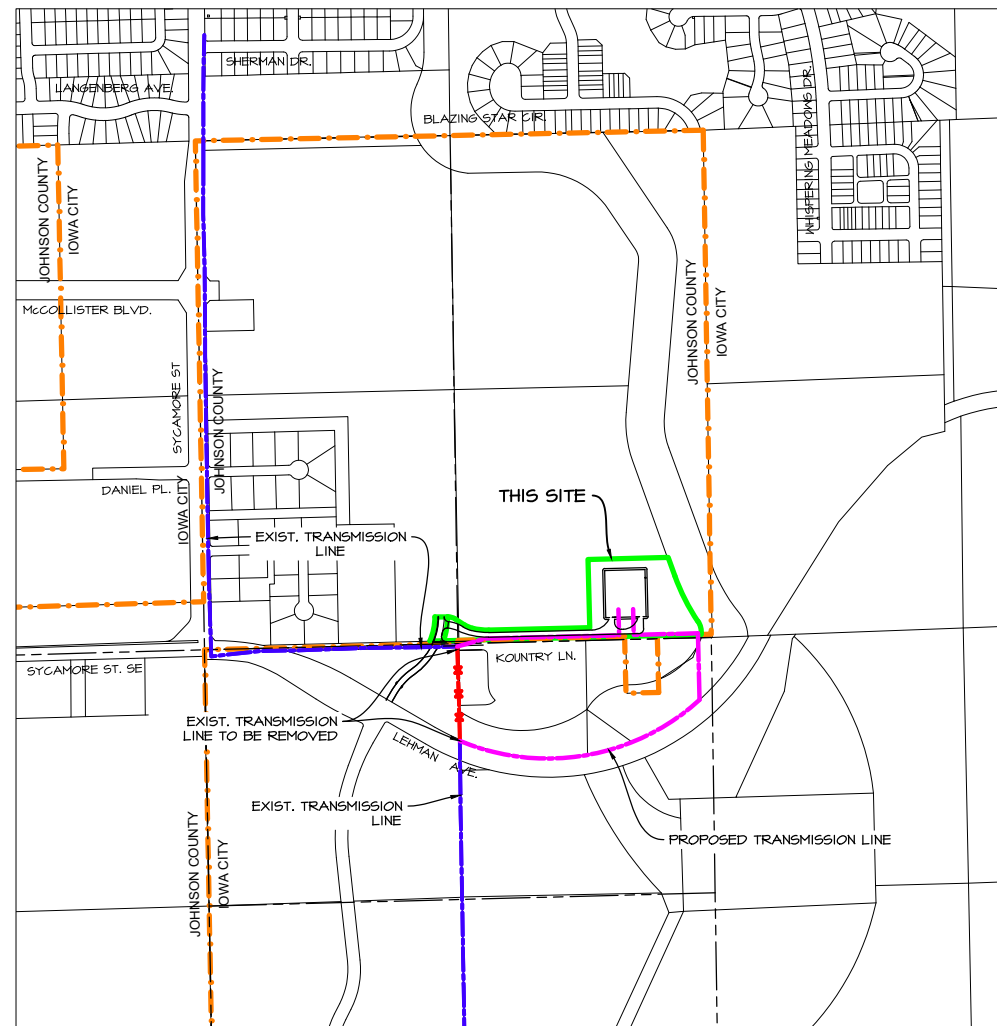 SHERMAN DR.
LANGENBERG AVE.
BLAZING STAR CIR.
WHISPERING MEADOWS DR.
JOHNSON COUNTY
IOWA CITY
McCOLLISTER BLVD.
SYCAMORE ST
JOHNSON COUNTY
IOWA CITY
JOHNSON COUNTY
IOWA CITY
DANIEL PL.
THIS SITE
EXIST. TRANSMISSION
LINE
SYCAMORE ST. SE
KOUNTRY LN.
EXIST. TRANSMISSION
LINE TO BE REMOVED
LEHMAN AVE.
EXIST. TRANSMISSION
LINE
PROPOSED TRANSMISSION LINE
JOHNSON COUNTY
IOWA CITY